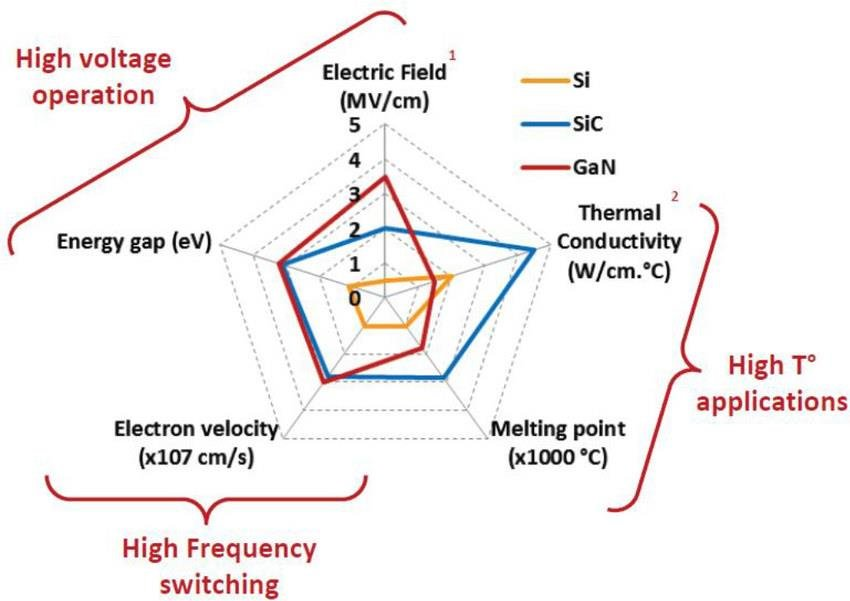 High voltage
operation
Electric Field 1
(MV/cm)
Si
SiC
GaN
5
4
3
2
1
0
Thermal 2
Conductivity
(W/cm.°C)
Energy gap (eV)
High T°
applications
Electron velocity
(x107 cm/s)
Melting point
(x1000 °C)
High Frequency
switching